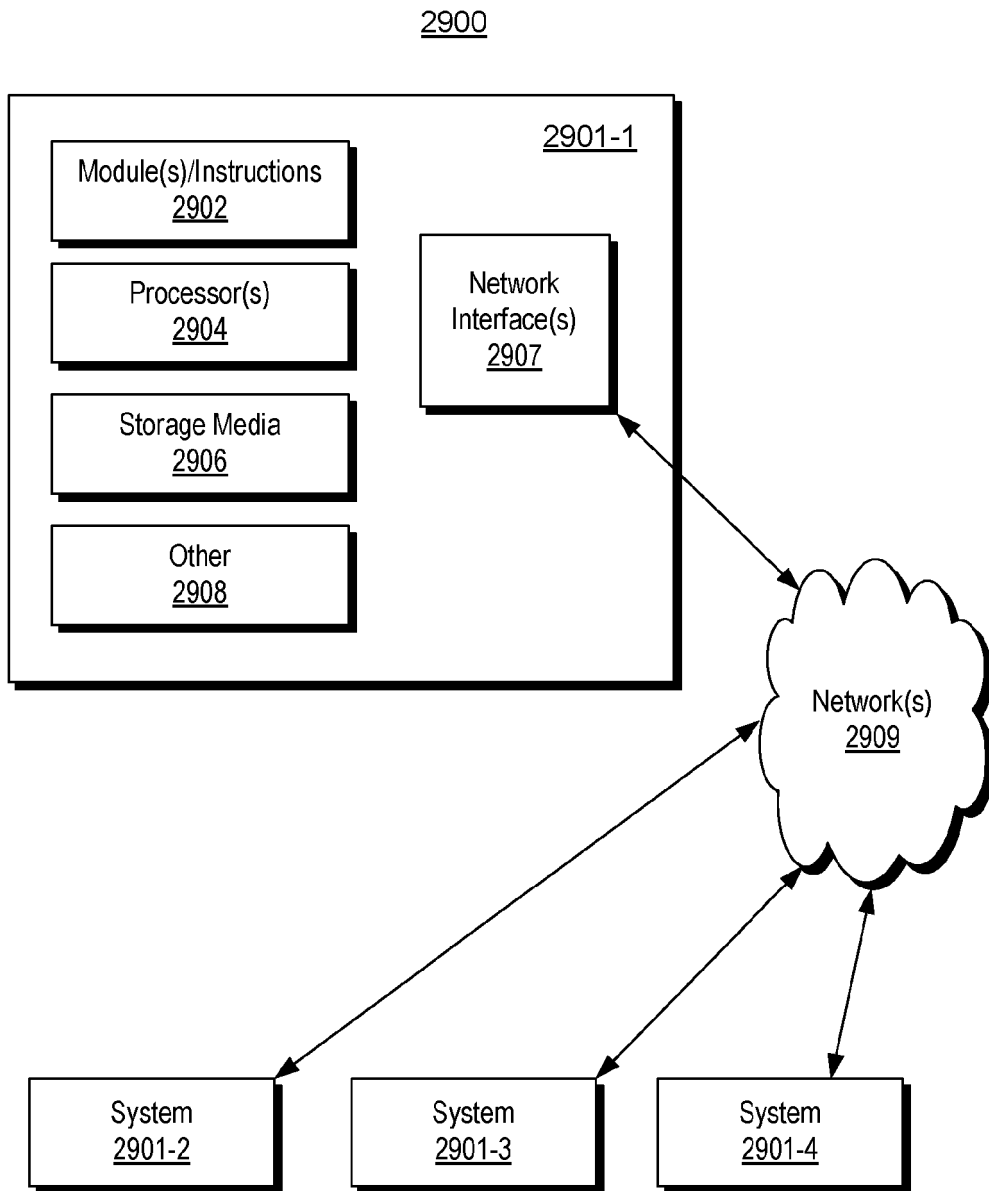 2900
2901-1
Module(s)/Instructions
2902
Processor(s)
2904
Storage Media
2906
Other
2908
Network
Interface(s)
2907
Network(s)
2909
System
2901-2
System
2901-3
System
2901-4